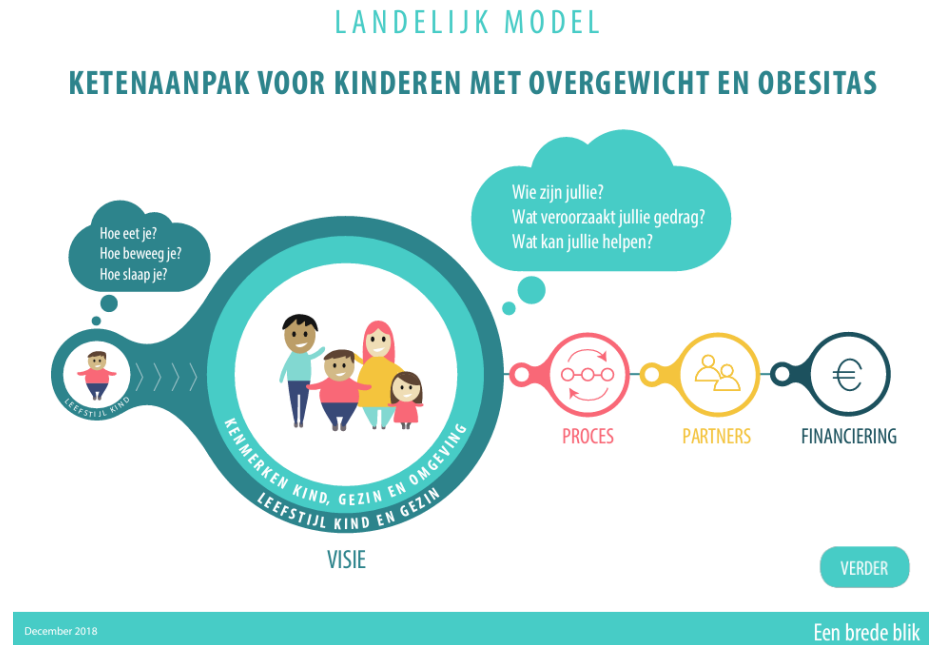 LANDELIJK MODEL
KETENAANPAK VOOR KINDEREN MET OVERGEWICHT EN OBESITAS
Hoe eet je?
Hoe beweeg je?
Hoe slaap je?
Wie zijn jullie?
Wat veroorzaakt jullie gedrag?
Wat kan jullie helpen?
LEEFSTIJL KIND
KENMERKEN KIND, GEZIN EN OMGEVING
LEEFSTIJL KIND EN GEZIN
VISIE
€
PROCES
PARTNERS
FINANCIERING
VERDER
December 2018
Een brede blik